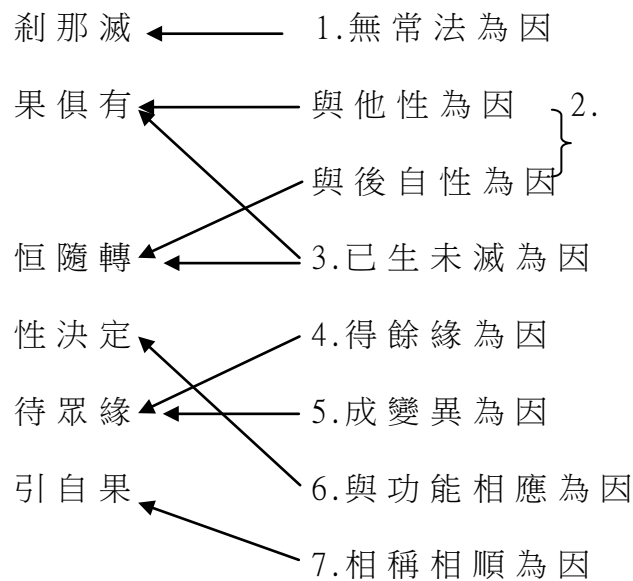 剎那滅 1.無常法為因
果俱有 與他性為因 2.
與後自性為因
恒隨轉 3.已生未滅為因
性決定 4.得餘緣為因
待眾緣 5.成變異為因
引自果 6.與功能相應為因
7.相稱相順為因